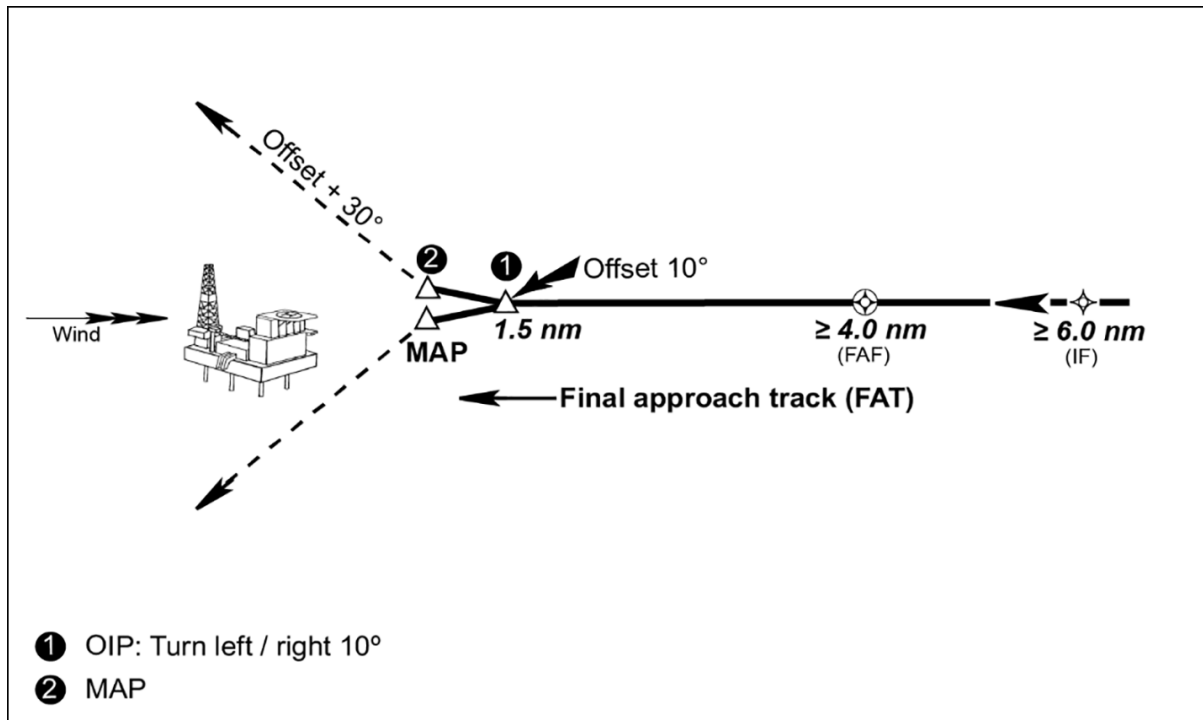 Offset + 30°
2
1
Offset 10°
Wind
MAP
1.5 nm
≥ 4.0 nm
(FAF)
≥ 6.0 nm
(IF)
Final approach track (FAT)
1 OIP: Turn left / right 10º
2 MAP